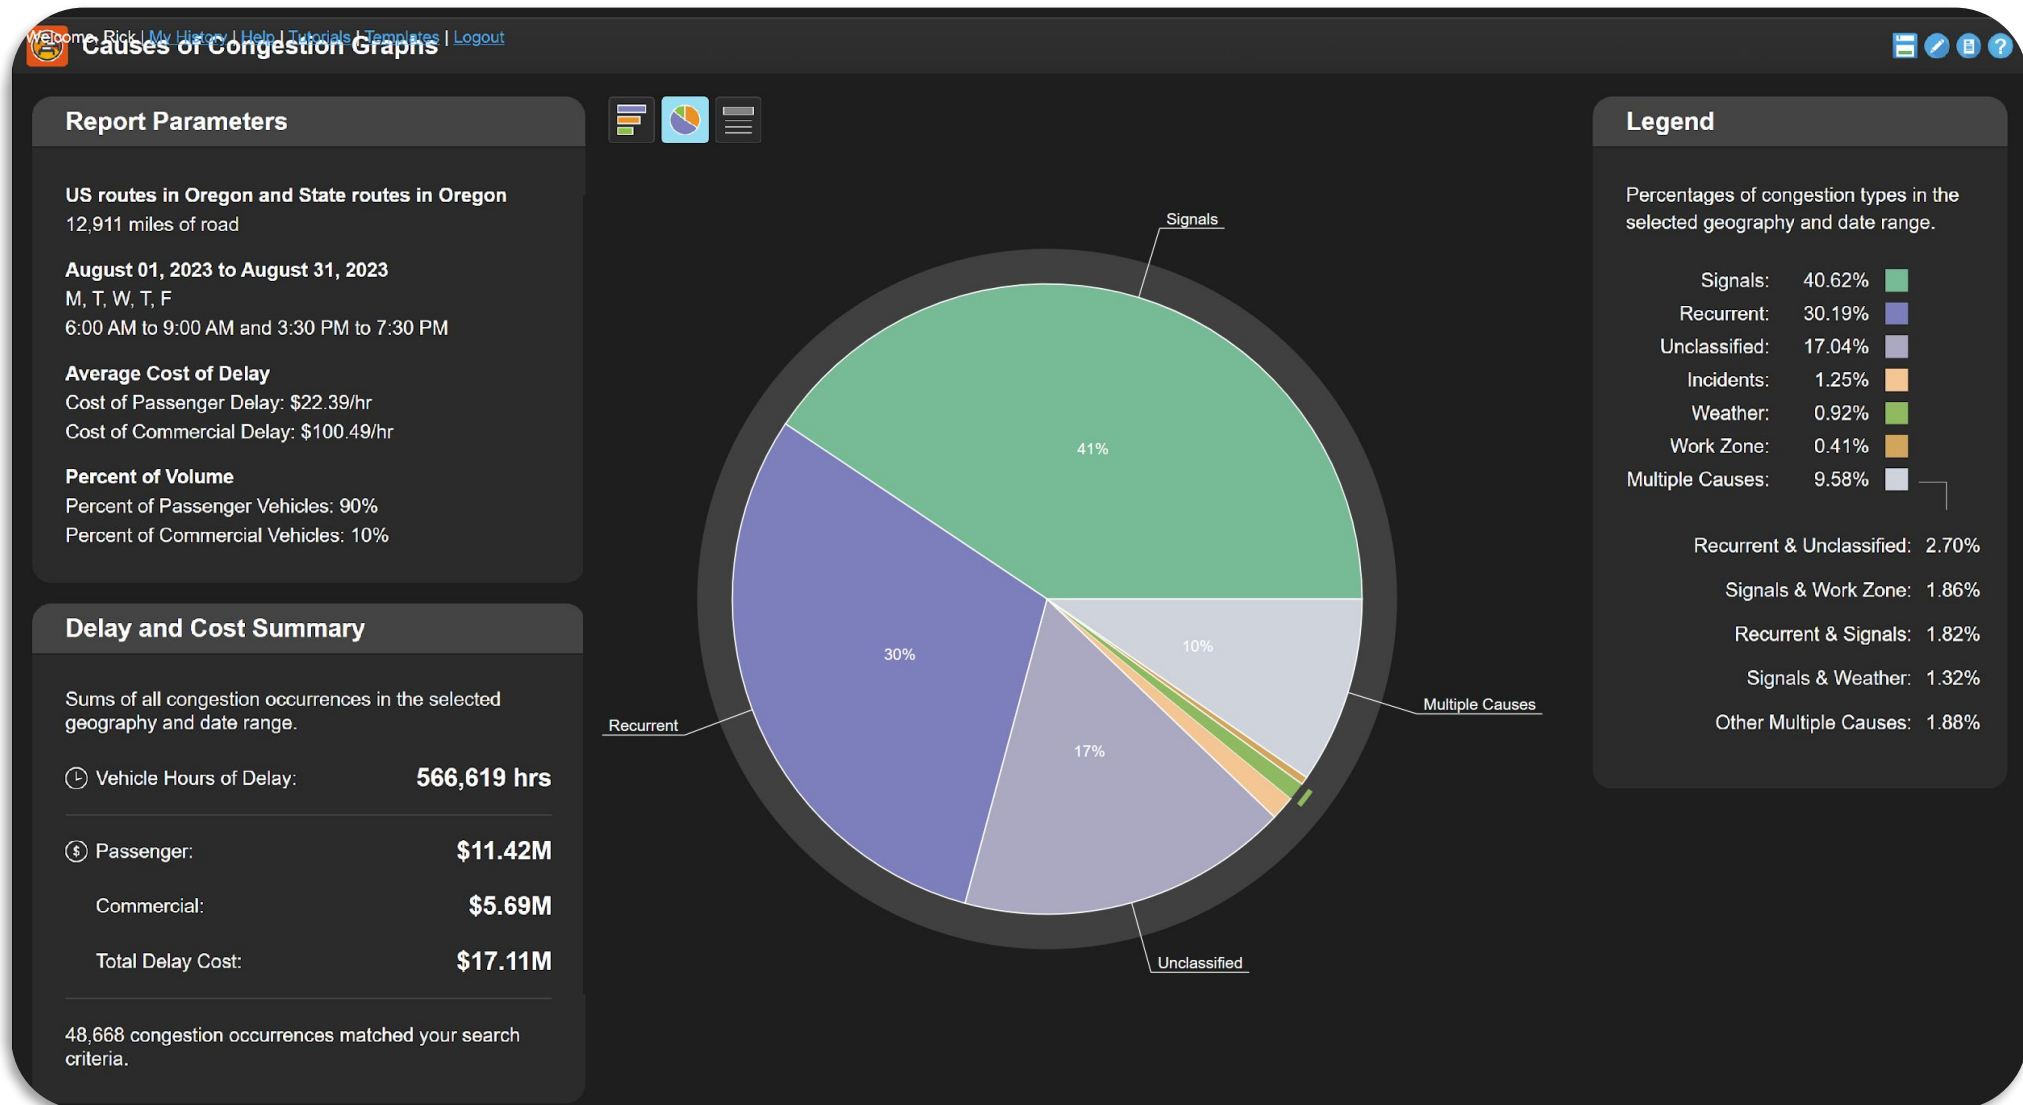 Welcome, Rick | My History | Help | Tutorials | Templates | Logout
Causes of Congestion Graphs
Report Parameters
US routes in Oregon and State routes in Oregon
12,911 miles of road
August 01, 2023 to August 31, 2023
M, T, W, T, F
6:00 AM to 9:00 AM and 3:30 PM to 7:30 PM
Average Cost of Delay
Cost of Passenger Delay: $22.39/hr
Cost of Commercial Delay: $100.49/hr
Percent of Volume
Percent of Passenger Vehicles: 90%
Percent of Commercial Vehicles: 10%
Delay and Cost Summary
Sums of all congestion occurrences in the selected
geography and date range.
Vehicle Hours of Delay: 566,619 hrs
$ Passenger: $11.42M
Commercial: $5.69M
Total Delay Cost: $17.11M
48,668 congestion occurrences matched your search
criteria.
Signals
41%
30%
10%
Multiple Causes
Recurrent
17%
Unclassified
?
Legend
Percentages of congestion types in the
selected geography and date range.
Signals: 40.62%
Recurrent: 30.19%
Unclassified: 17.04%
Incidents: 1.25%
Weather: 0.92%
Work Zone: 0.41%
Multiple Causes: 9.58%
Recurrent & Unclassified: 2.70%
Signals & Work Zone: 1.86%
Recurrent & Signals: 1.82%
Signals & Weather: 1.32%
Other Multiple Causes: 1.88%